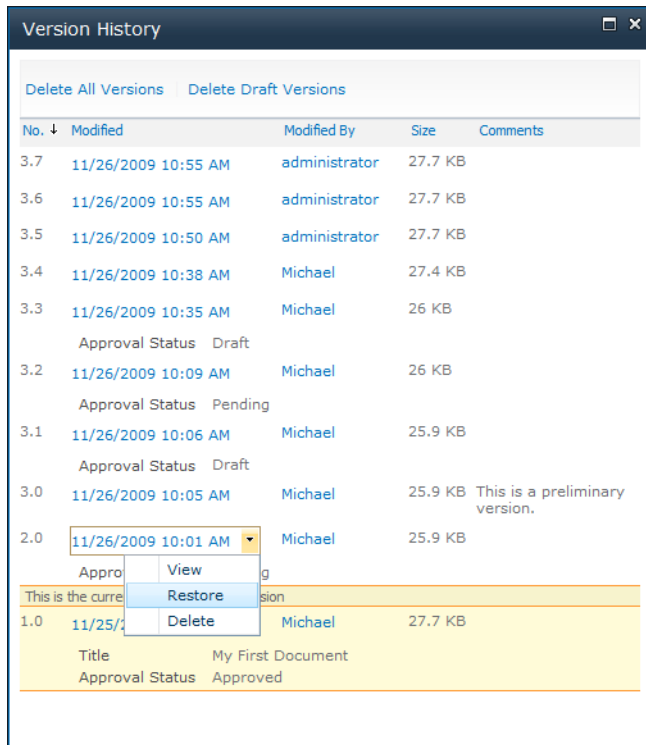 Version History
Delete All Versions Delete Draft Versions
No. Modified Modified By Size Comments
3.7 11/26/2009 10:55 AM administrator 27.7 KB
3.6 11/26/2009 10:55 AM administrator 27.7 KB
3.5 11/26/2009 10:50 AM administrator 27.7 KB
3.4 11/26/2009 10:38 AM Michael 27.4 KB
3.3 11/26/2009 10:35 AM Michael 26 KB
Approval Status Draft
3.2 11/26/2009 10:09 AM Michael 26 KB
Approval Status Pending
3.1 11/26/2009 10:06 AM Michael 25.9 KB
Approval Status Draft
3.0 11/26/2009 10:05 AM Michael 25.9 KB This is a preliminary
version.
2.0 11/26/2009 10:01 AM Michael 25.9 KB
View
Restore
Delete
This is the
1.0 Michael 27.7 KB
Title My First Document
Approval Status Approved